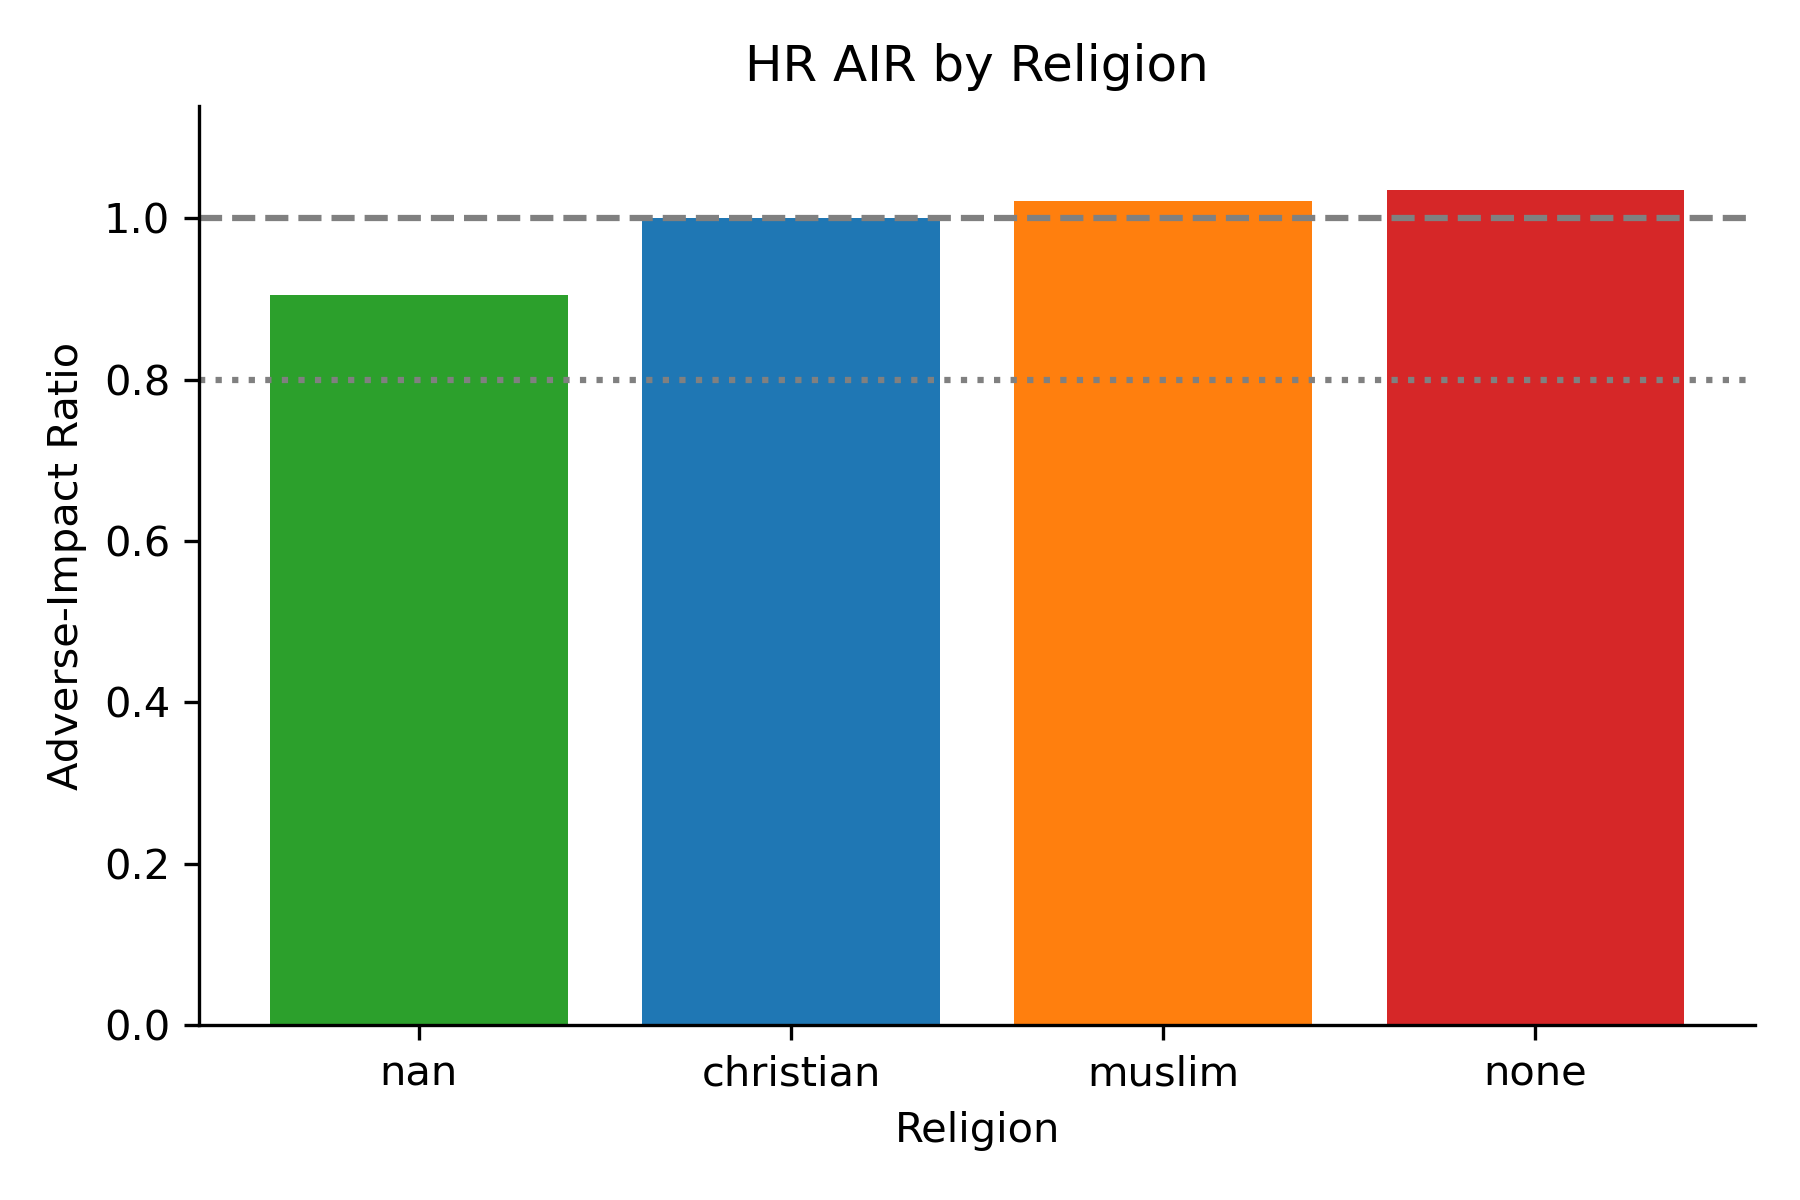 HR AIR by Religion
Adverse-Impact Ratio
1.0
0.8
0.6
0.4
0.2
0.0
nan christian muslim none
Religion